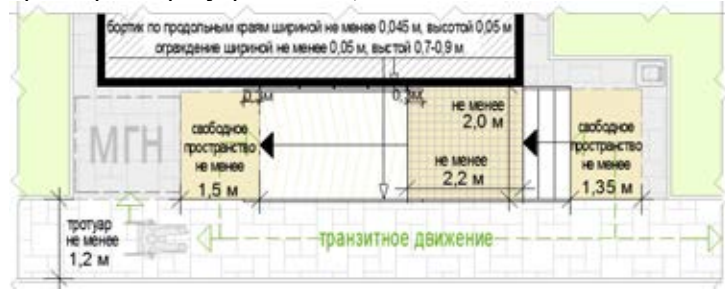 бортик по продольным краям шириной не менее 0,045 м, высотой 0,05 м
ограждение шириной не менее 0,05 м, выстой 0,7-0,9 м
0,3м
0,3м
МГН
свободное
пространство
не менее
1,5 м
не менее
2,0 м
не менее
2,2 м
свободное
пространство
не менее
1,35 м
тротуар
не менее
1,2 м
транзитное движение